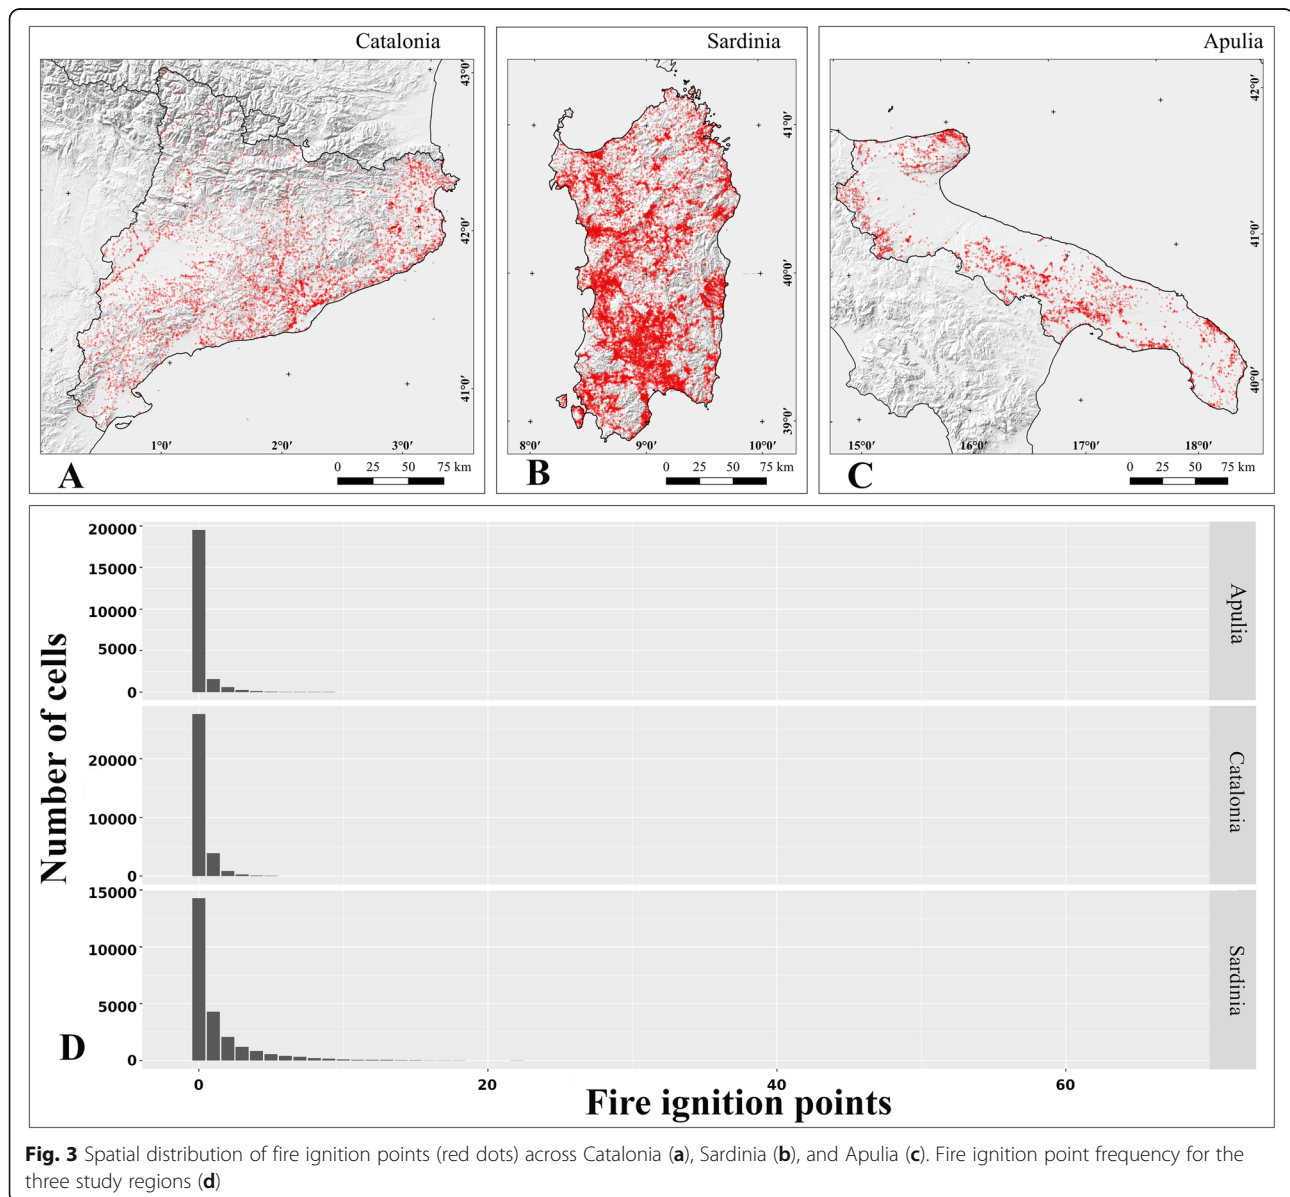 Catalonia
43°0'
42°0'
41°0'
1°0'
2°0'
3°0'
0 25 50 75 km
A
Sardinia
41°0'
40°0'
39°0'
8°0'
9°0'
10°0'
0 25 50 75 km
B
Apulia
42°0'
41°0'
40°0'
15°0'
16°0'
17°0'
18°0'
0 25 50 75 km
C
Number of cells
20000
15000
10000
5000
0
Apulia
20000
10000
0
Catalonia
15000
10000
5000
0
Sardinia
D
0 20 40 60
Fire ignition points
Fig. 3 Spatial distribution of fire ignition points (red dots) across Catalonia (a), Sardinia (b), and Apulia (c). Fire ignition point frequency for the
three study regions (d)